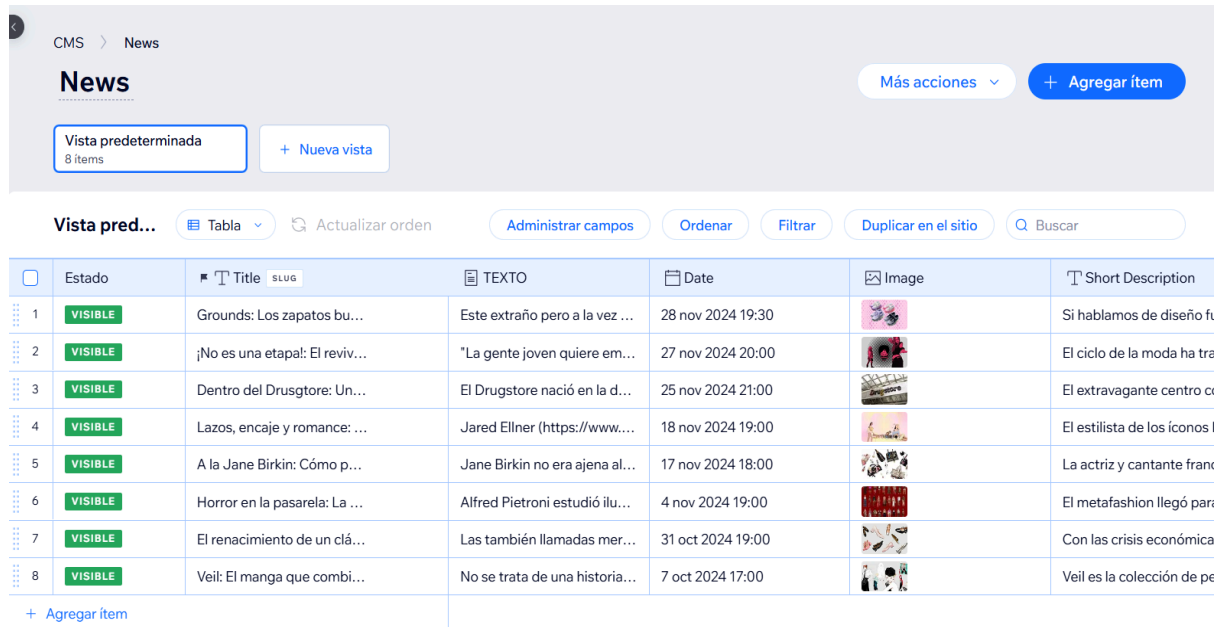 CMS > News
News
Más acciones
+ Agregar ítem
Vista predeterminada
8 items
+ Nueva vista
Vista pred...
Tabla
Actualizar orden
Administrar campos
Ordenar
Filtrar
Duplicar en el sitio
Buscar
Estado Title SLUG TEXTO Date Image Short Description
1 VISIBLE Grounds: Los zapatos bu... Este extraño pero a la vez ... 28 nov 2024 19:30 Si hablamos de diseño fu
2 VISIBLE ¡No es una etapa!: El reviv... "La gente joven quiere em... 27 nov 2024 20:00 El ciclo de la moda ha tra
3 VISIBLE Dentro del Drusgtore: Un... El Drugstore nació en la d... 25 nov 2024 21:00 Drugstore El extravagante centro co
4 VISIBLE Lazos, encaje y romance: ... Jared Ellner (https://www.... 18 nov 2024 19:00 El estilista de los íconos
5 VISIBLE A la Jane Birkin: Cómo p... Jane Birkin no era ajena al... 17 nov 2024 18:00 La actriz y cantante franc
6 VISIBLE Horror en la pasarela: La ... Alfred Pietroni estudió ilu... 4 nov 2024 19:00 El metafashion llegó para
7 VISIBLE El renacimiento de un clá... Las también llamadas mer... 31 oct 2024 19:00 Con las crisis económica
8 VISIBLE Veil: El manga que combi... No se trata de una historia... 7 oct 2024 17:00 Veil es la colección de pe
+ Agregar ítem